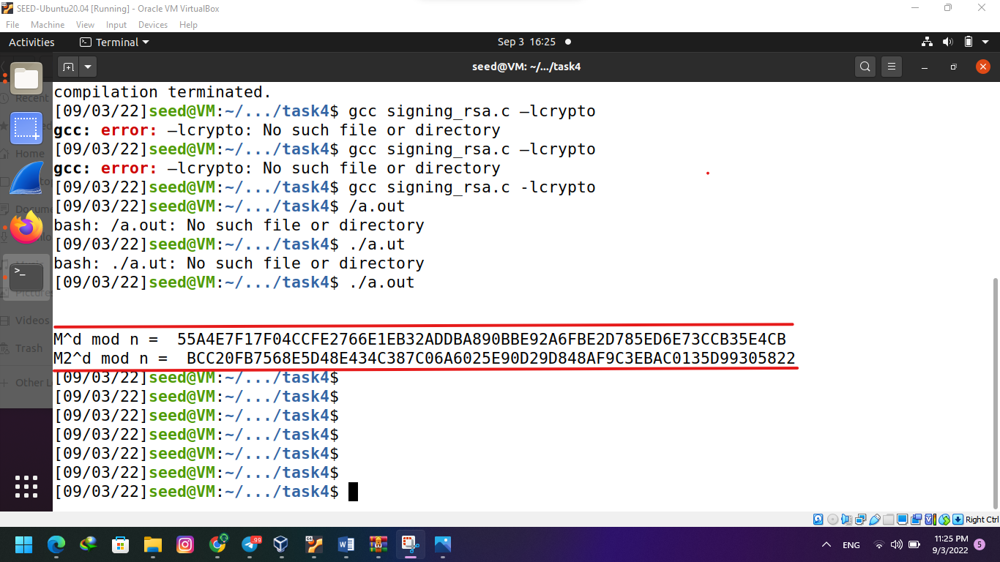 SEED-Ubuntu20.04 [Running] - Oracle VM VirtualBox
File Machine View Input Devices Help
Activities Terminal Sep 3 16:25
seed@VM: ~/.../task4
compilation terminated.
[09/03/22]seed@VM:~/.../task4$ gcc signing_rsa.c –lcrypto
gcc: error: –lcrypto: No such file or directory
[09/03/22]seed@VM:~/.../task4$ gcc signing_rsa.c –lcrypto
gcc: error: –lcrypto: No such file or directory
[09/03/22]seed@VM:~/.../task4$ gcc signing_rsa.c -lcrypto
[09/03/22]seed@VM:~/.../task4$ /a.out
bash: /a.out: No such file or directory
[09/03/22]seed@VM:~/.../task4$ ./a.ut
bash: ./a.ut: No such file or directory
[09/03/22]seed@VM:~/.../task4$ ./a.out
M^d mod n = 55A4E7F17F04CCFE2766E1EB32ADDBA890BBE92A6FBE2D785ED6E73CCB35E4CB
M2^d mod n = BCC20FB7568E5D48E434C387C06A6025E90D29D848AF9C3EBAC0135D99305822
[09/03/22]seed@VM:~/.../task4$
[09/03/22]seed@VM:~/.../task4$
[09/03/22]seed@VM:~/.../task4$
[09/03/22]seed@VM:~/.../task4$
[09/03/22]seed@VM:~/.../task4$
[09/03/22]seed@VM:~/.../task4$
[09/03/22]seed@VM:~/.../task4$
Recent
Home
Videos
Trash
Other L
Right Ctrl
99
ENG
11:25 PM
9/3/2022
5